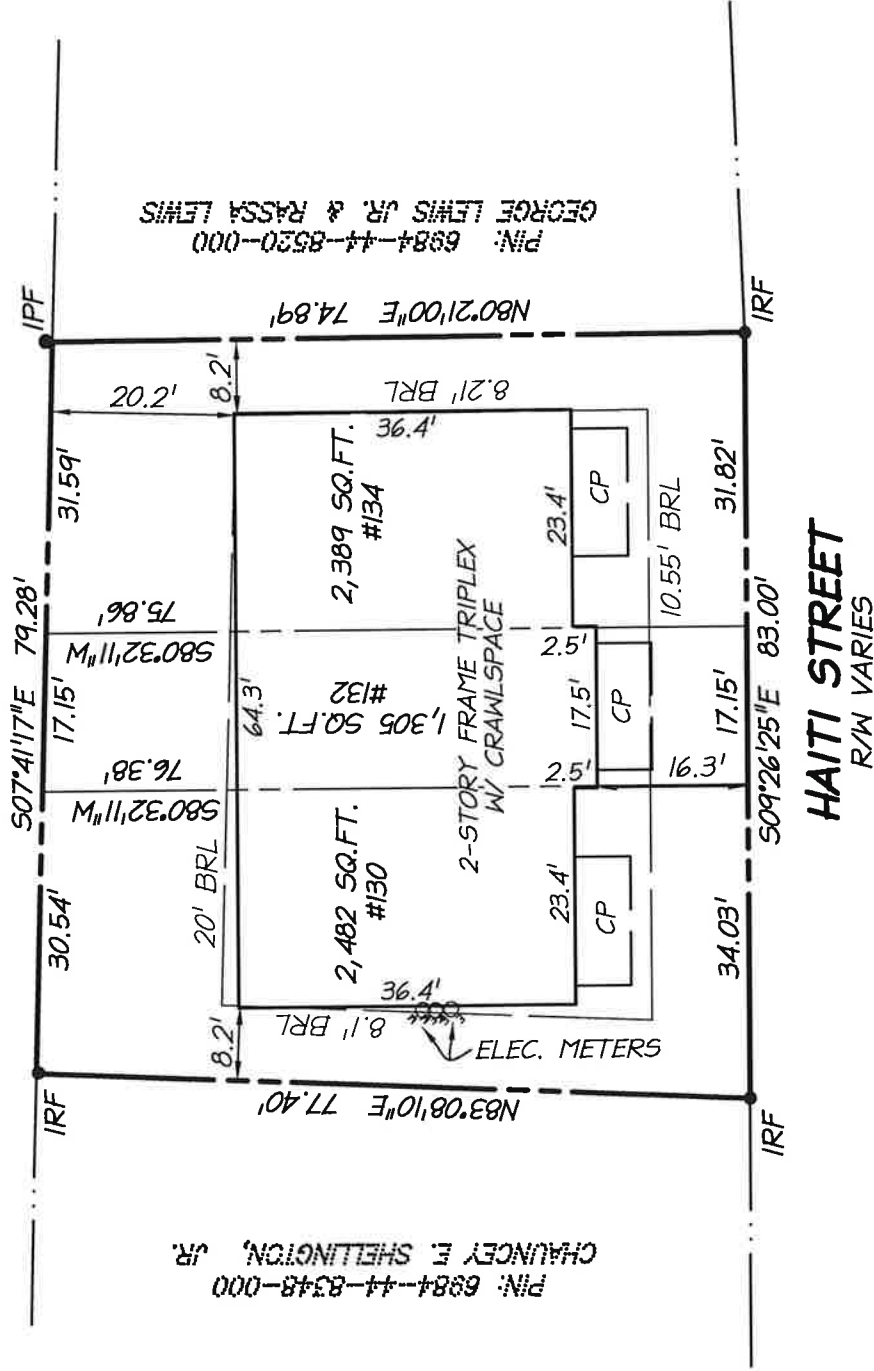 S07°41'17"E 79.28'
30.54'
17.15'
31.59'
IRF
IPF
S80°32'11"W
76.38'
S80°32'11"W
75.86'
20.2'
20' BRL
8.2'
8.2'
64.3'
2,482 SQ.FT.
#130
1,305 SQ.FT.
#132
2,389 SQ.FT.
#134
36.4'
36.4'
8.1' BRL
8.21' BRL
N83°08'10"E 77.40'
N80°21'00"E 74.89'
PIN: 6984-44-8348-000
CHAUNCEY E. SHELLINGTON, JR.
PIN: 6984-44-8520-000
GEORGE LEWIS JR. & RASSA LEWIS
2-STORY FRAME TRIPLEX
W/ CRAWLSPACE
ELEC. METERS
23.4'
2.5'
17.5'
2.5'
23.4'
CP
CP
CP
16.3'
10.55' BRL
34.03'
17.15'
31.82'
IRF
IRF
S09°26'25"E 83.00'
HAITI STREET
R/W VARIES